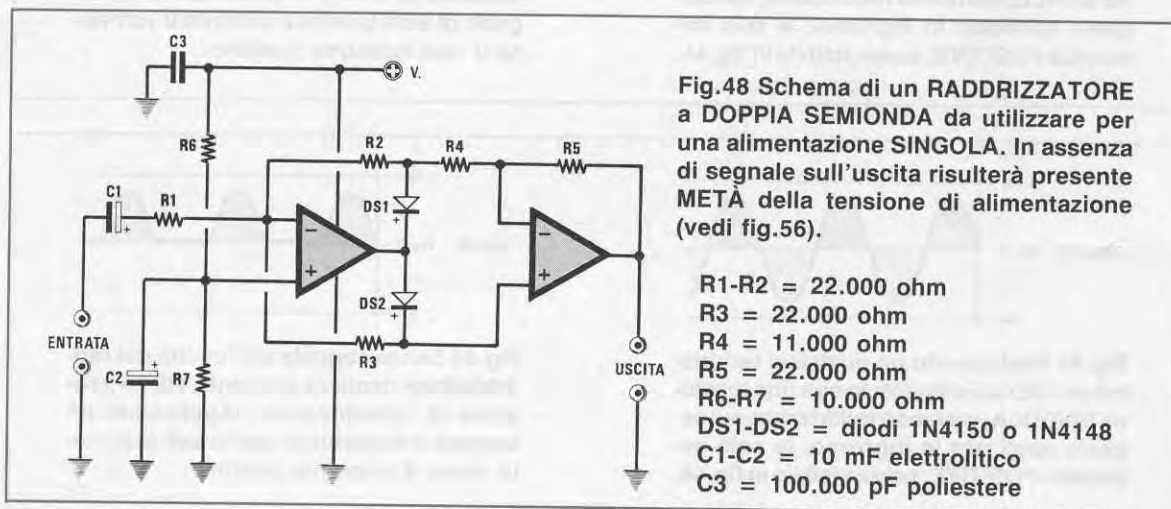 C3
V.
R6
R2
R4
R5
C1
R1
DS1
DS2
ENTRATA
C2
R7
R3
USCITA
Fig.48 Schema di un RADDRIZZATORE
a DOPPIA SEMIONDA da utilizzare per
una alimentazione SINGOLA. In assenza
di segnale sull'uscita risulterà presente
METÀ della tensione di alimentazione
(vedi fig.56).
R1-R2 = 22.000 ohm
R3 = 22.000 ohm
R4 = 11.000 ohm
R5 = 22.000 ohm
R6-R7 = 10.000 ohm
DS1-DS2 = diodi 1N4150 o 1N4148
C1-C2 = 10 mF elettrolitico
C3 = 100.000 pF poliestere